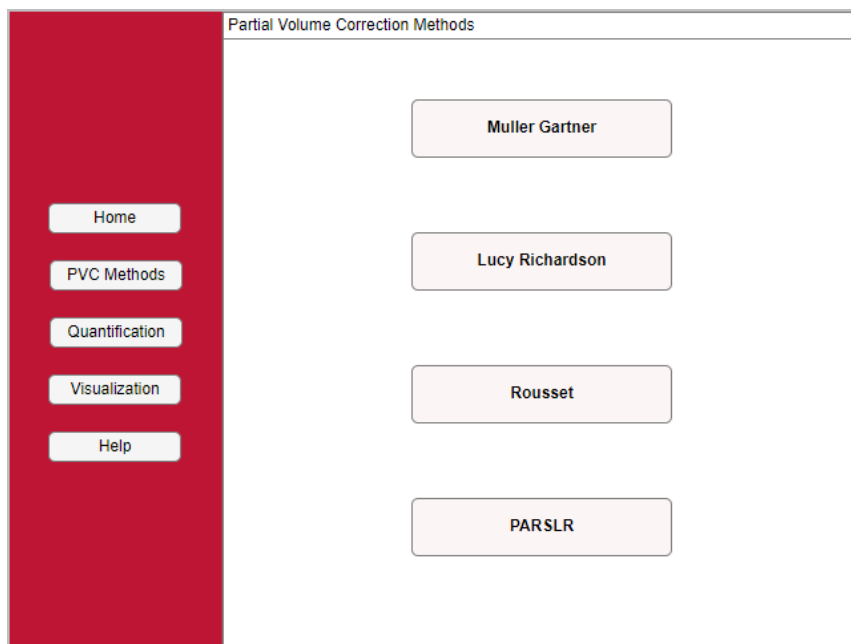 Partial Volume Correction Methods
Home
PVC Methods
Quantification
Visualization
Help
Muller Gartner
Lucy Richardson
Rousset
PARSLR